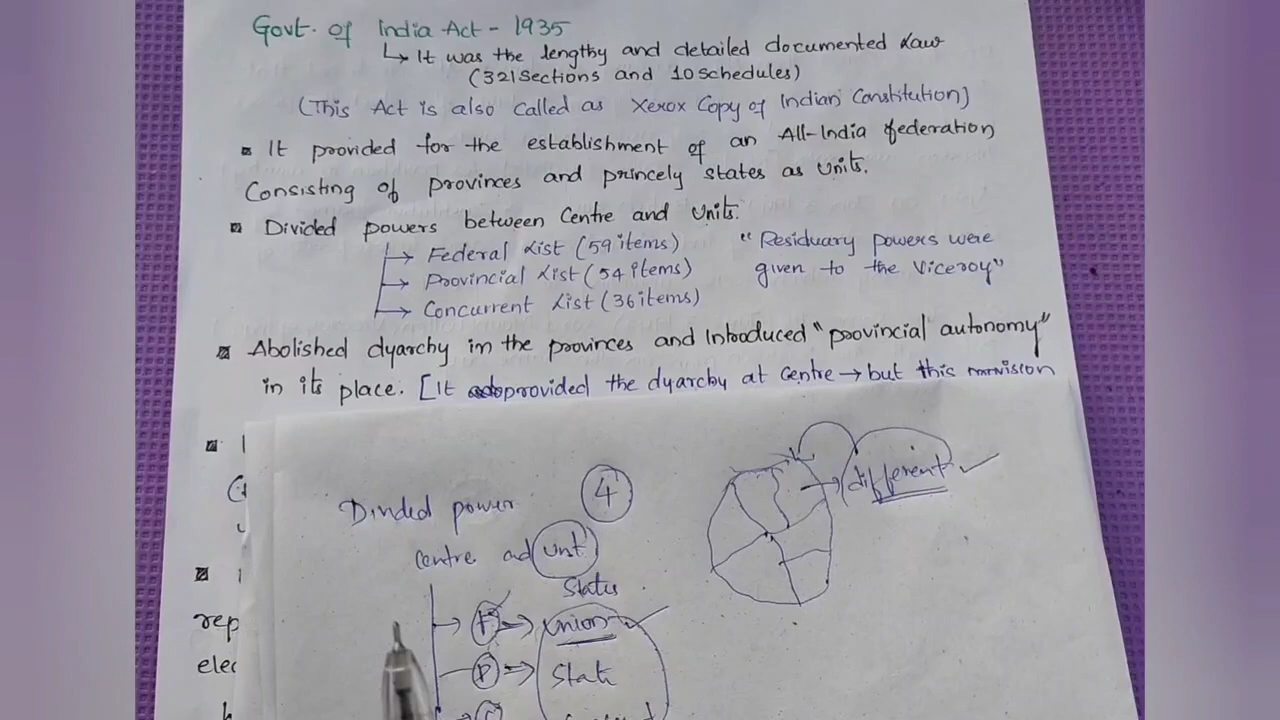 Govt. of India Act - 1935
↳ It was the lengthy and detailed documented Law
(321 Sections and 10 Schedules)
(This Act is also called as Xerox Copy of Indian Constitution)
It provided for the establishment of an All-India federation
Consisting of provinces and princely states as Units.
Divided powers between Centre and Units.
→ Federal List (59 items)
→ Provincial List (54 items)
→ Concurrent List (36 items)
"Residuary powers were
given to the Viceroy"
Abolished dyarchy in the provinces and Introduced "provincial autonomy"
in its place. [It provided the dyarchy at Centre → but this
rep
elec
Divided power 4
centre ad unit
States
→ F ⇒ Union
P ⇒ State
C
different ✓